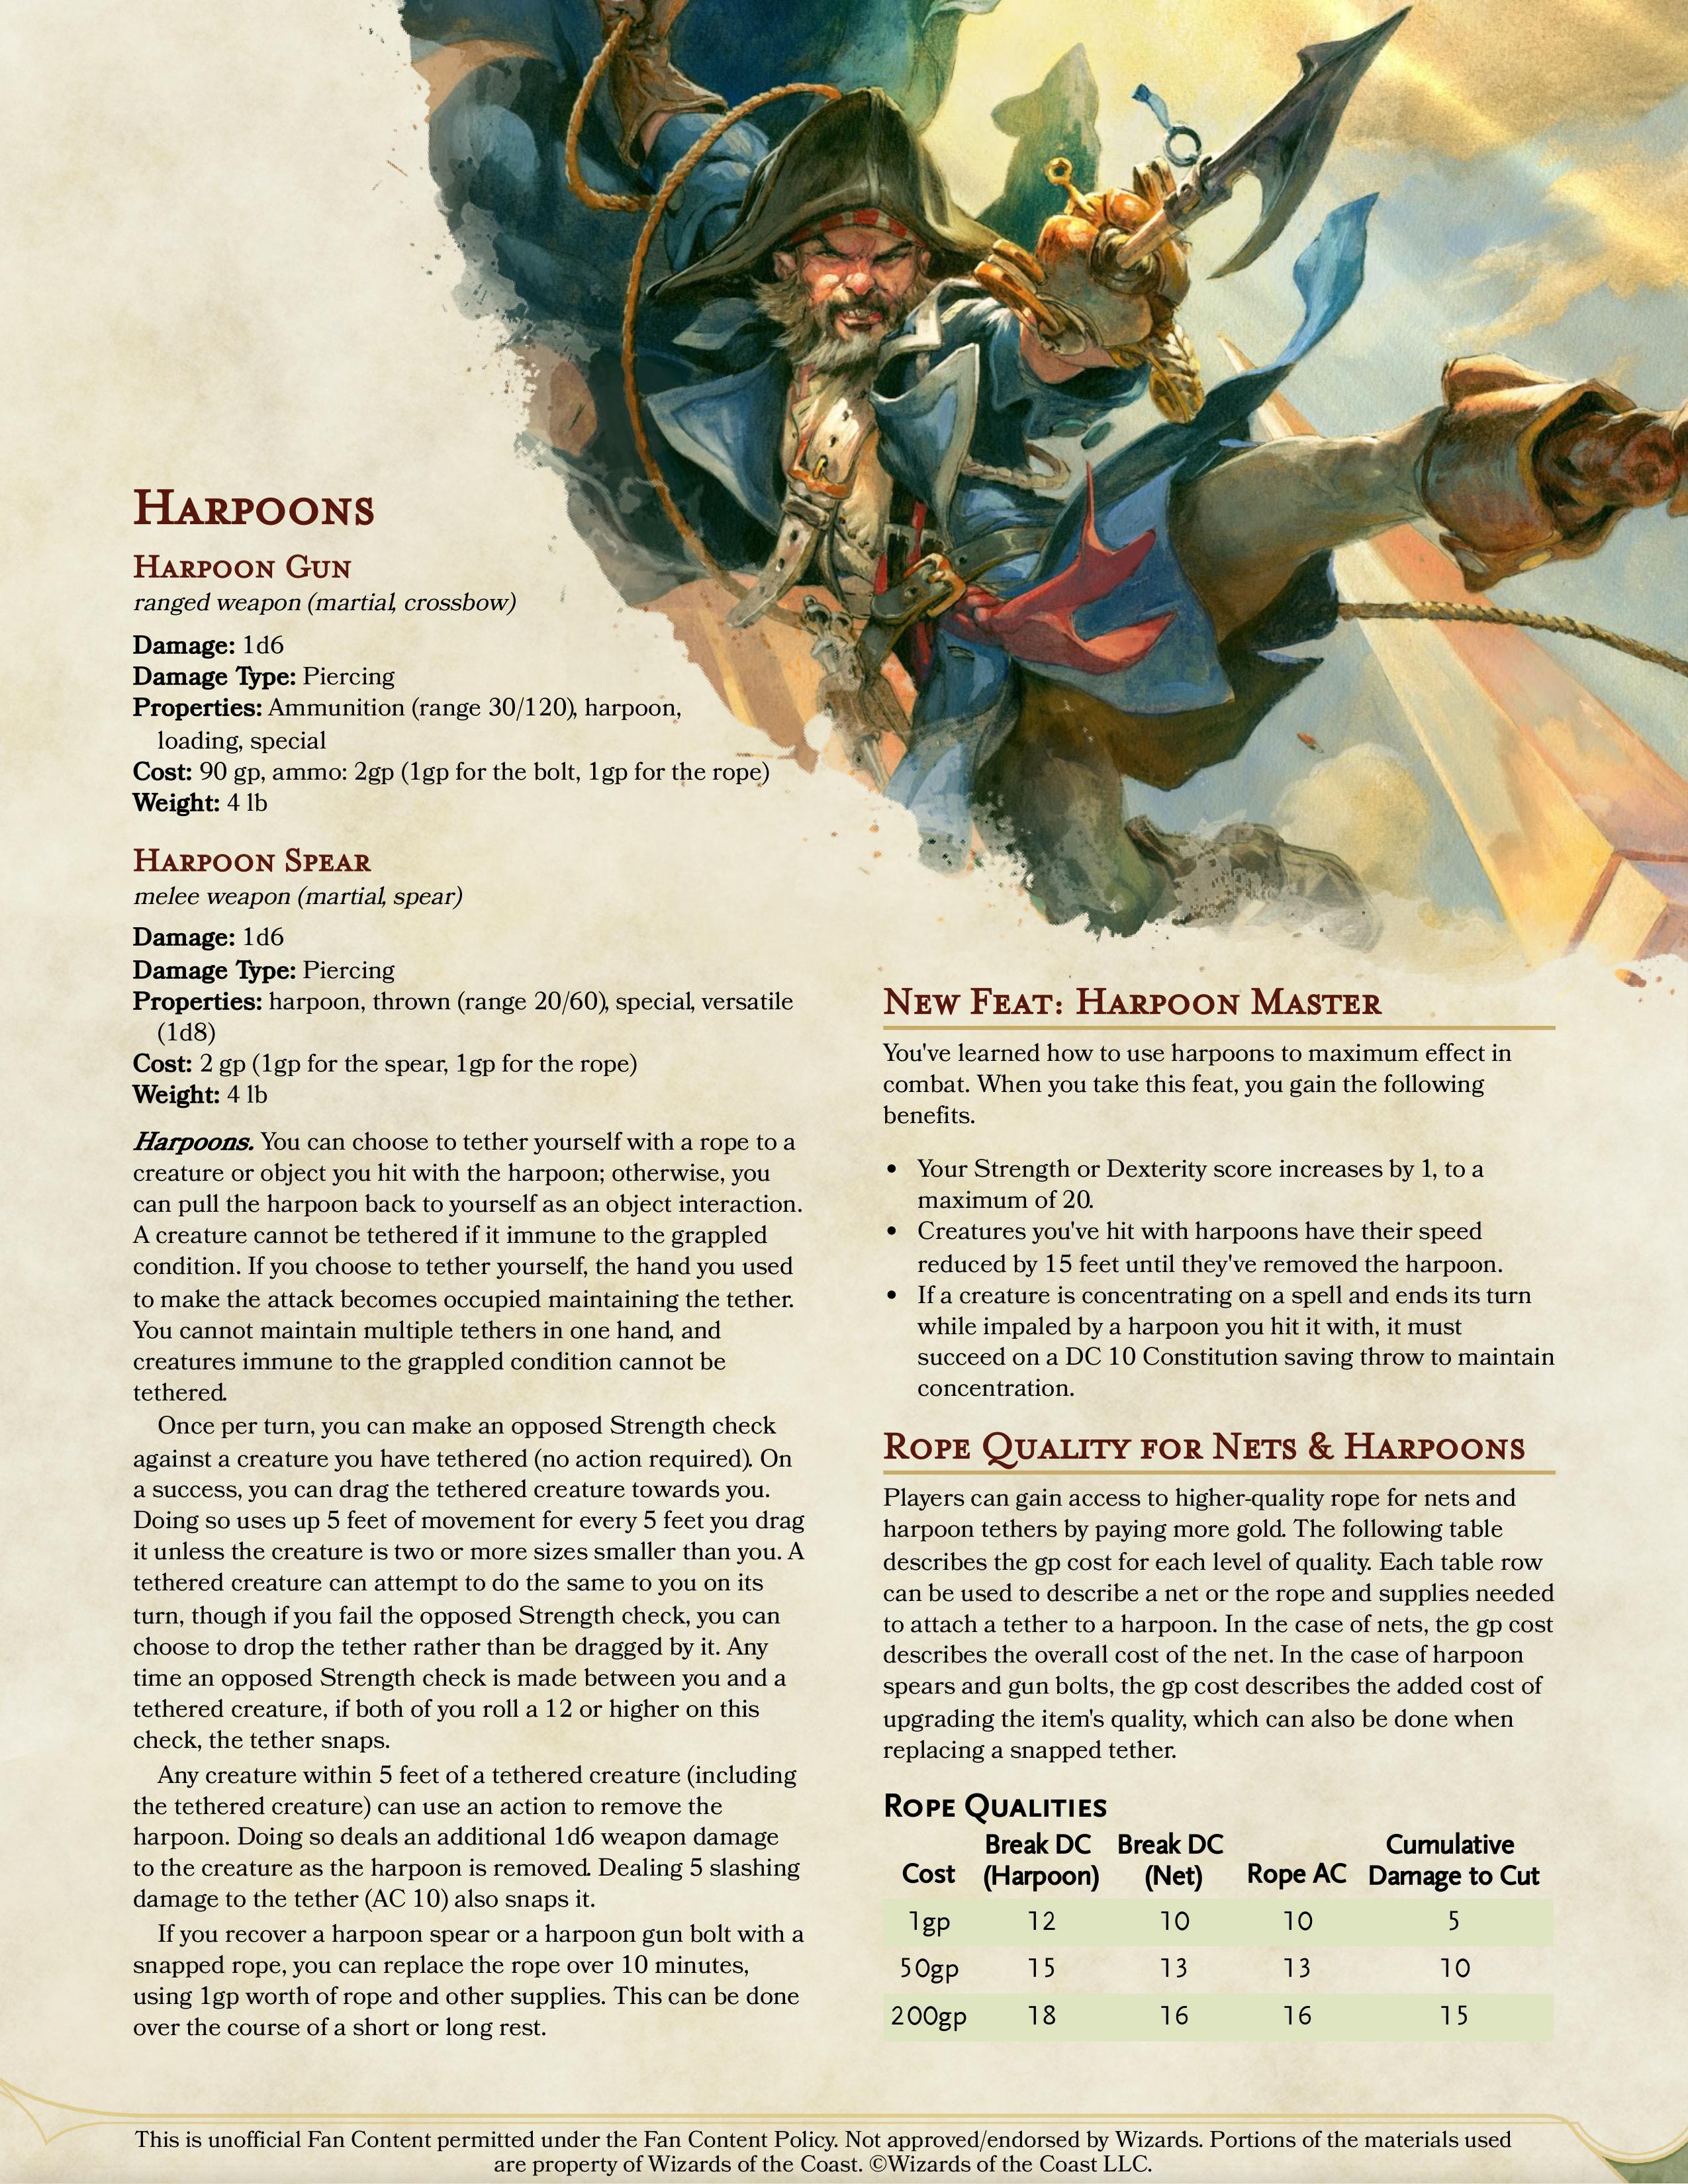 Harpoons
Harpoon Gun
ranged weapon (martial, crossbow)
Damage: 1d6
Damage Type: Piercing
Properties: Ammunition (range 30/120), harpoon,
loading, special
Cost: 90 gp, ammo: 2gp (1gp for the bolt, 1gp for the rope)
Weight: 4 lb
Harpoon Spear
melee weapon (martial, spear)
Damage: 1d6
Damage Type: Piercing
Properties: harpoon, thrown (range 20/60), special, versatile
(1d8)
Cost: 2 gp (1gp for the spear, 1gp for the rope)
Weight: 4 lb
Harpoons. You can choose to tether yourself with a rope to a
creature or object you hit with the harpoon; otherwise, you
can pull the harpoon back to yourself as an object interaction.
A creature cannot be tethered if it immune to the grappled
condition. If you choose to tether yourself, the hand you used
to make the attack becomes occupied maintaining the tether.
You cannot maintain multiple tethers in one hand, and
creatures immune to the grappled condition cannot be
tethered.
Once per turn, you can make an opposed Strength check
against a creature you have tethered (no action required). On
a success, you can drag the tethered creature towards you.
Doing so uses up 5 feet of movement for every 5 feet you drag
it unless the creature is two or more sizes smaller than you. A
tethered creature can attempt to do the same to you on its
turn, though if you fail the opposed Strength check, you can
choose to drop the tether rather than be dragged by it. Any
time an opposed Strength check is made between you and a
tethered creature, if both of you roll a 12 or higher on this
check, the tether snaps.
Any creature within 5 feet of a tethered creature (including
the tethered creature) can use an action to remove the
harpoon. Doing so deals an additional 1d6 weapon damage
to the creature as the harpoon is removed. Dealing 5 slashing
damage to the tether (AC 10) also snaps it.
If you recover a harpoon spear or a harpoon gun bolt with a
snapped rope, you can replace the rope over 10 minutes,
using 1gp worth of rope and other supplies. This can be done
over the course of a short or long rest.
New Feat: Harpoon Master
You've learned how to use harpoons to maximum effect in
combat. When you take this feat, you gain the following
benefits.
• Your Strength or Dexterity score increases by 1, to a
maximum of 20.
• Creatures you've hit with harpoons have their speed
reduced by 15 feet until they've removed the harpoon.
• If a creature is concentrating on a spell and ends its turn
while impaled by a harpoon you hit it with, it must
succeed on a DC 10 Constitution saving throw to maintain
concentration.
Rope Quality for Nets & Harpoons
Players can gain access to higher-quality rope for nets and
harpoon tethers by paying more gold. The following table
describes the gp cost for each level of quality. Each table row
can be used to describe a net or the rope and supplies needed
to attach a tether to a harpoon. In the case of nets, the gp cost
describes the overall cost of the net. In the case of harpoon
spears and gun bolts, the gp cost describes the added cost of
upgrading the item's quality, which can also be done when
replacing a snapped tether.
Rope Qualities
Break DC Break DC Cumulative
Cost (Harpoon) (Net) Rope AC Damage to Cut
1gp 12 10 10 5
50gp 15 13 13 10
200gp 18 16 16 15
This is unofficial Fan Content permitted under the Fan Content Policy. Not approved/endorsed by Wizards. Portions of the materials used
are property of Wizards of the Coast. ©Wizards of the Coast LLC.